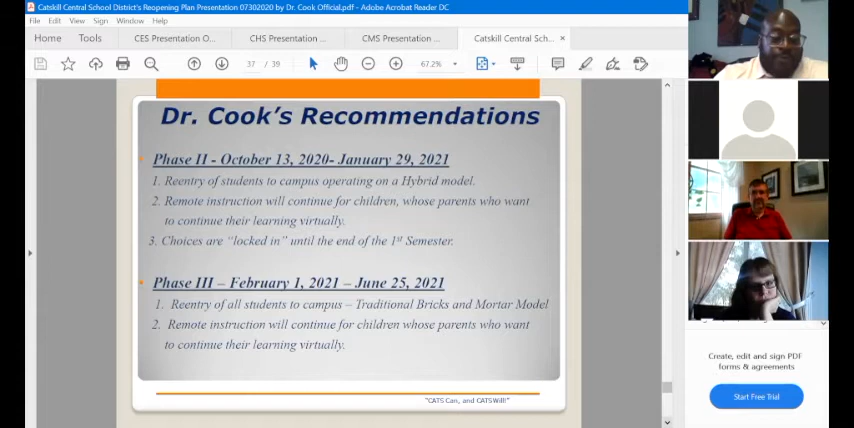 Catskill Central School District's Reopening Plan Presentation 07302020 by Dr. Cook Official.pdf - Adobe Acrobat Reader DC
File Edit View Sign Window Help
Home Tools CES Presentation O... CHS Presentation ... CMS Presentation ... Catskill Central Sch... ×
37 / 39 67.2%
Dr. Cook's Recommendations
Phase II - October 13, 2020- January 29, 2021
1. Reentry of students to campus operating on a Hybrid model.
2. Remote instruction will continue for children, whose parents who want
to continue their learning virtually.
3. Choices are "locked in" until the end of the 1st Semester.
Phase III – February 1, 2021 – June 25, 2021
1. Reentry of all students to campus – Traditional Bricks and Mortar Model
2. Remote instruction will continue for children whose parents who want
to continue their learning virtually.
"CATS Can, and CATS Will!"
Create, edit and sign PDF
forms & agreements
Start Free Trial